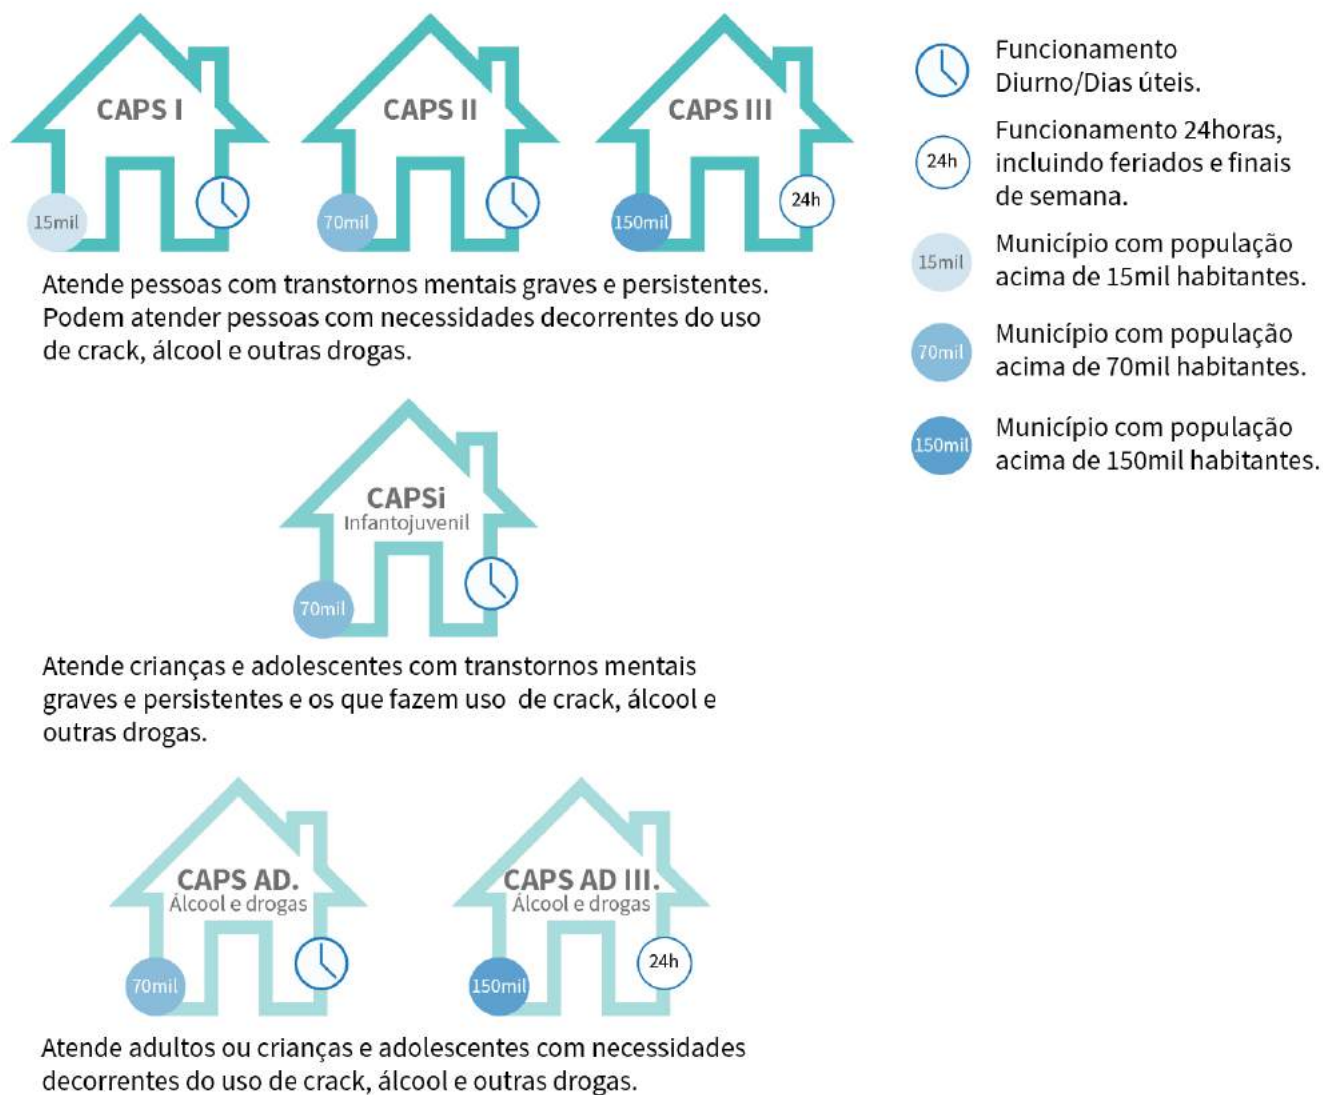 CAPS I
15mil
CAPS II
70mil
CAPS III
150mil
24h
Atende pessoas com transtornos mentais graves e persistentes.
Podem atender pessoas com necessidades decorrentes do uso
de crack, álcool e outras drogas.
CAPSi
Infantojuvenil
70mil
Atende crianças e adolescentes com transtornos mentais
graves e persistentes e os que fazem uso de crack, álcool e
outras drogas.
CAPS AD.
Álcool e drogas
70mil
CAPS AD III.
Álcool e drogas
150mil
24h
Atende adultos ou crianças e adolescentes com necessidades
decorrentes do uso de crack, álcool e outras drogas.
Funcionamento
Diurno/Dias úteis.
24h
Funcionamento 24horas,
incluindo feriados e finais
de semana.
15mil
Município com população
acima de 15mil habitantes.
70mil
Município com população
acima de 70mil habitantes.
150mil
Município com população
acima de 150mil habitantes.